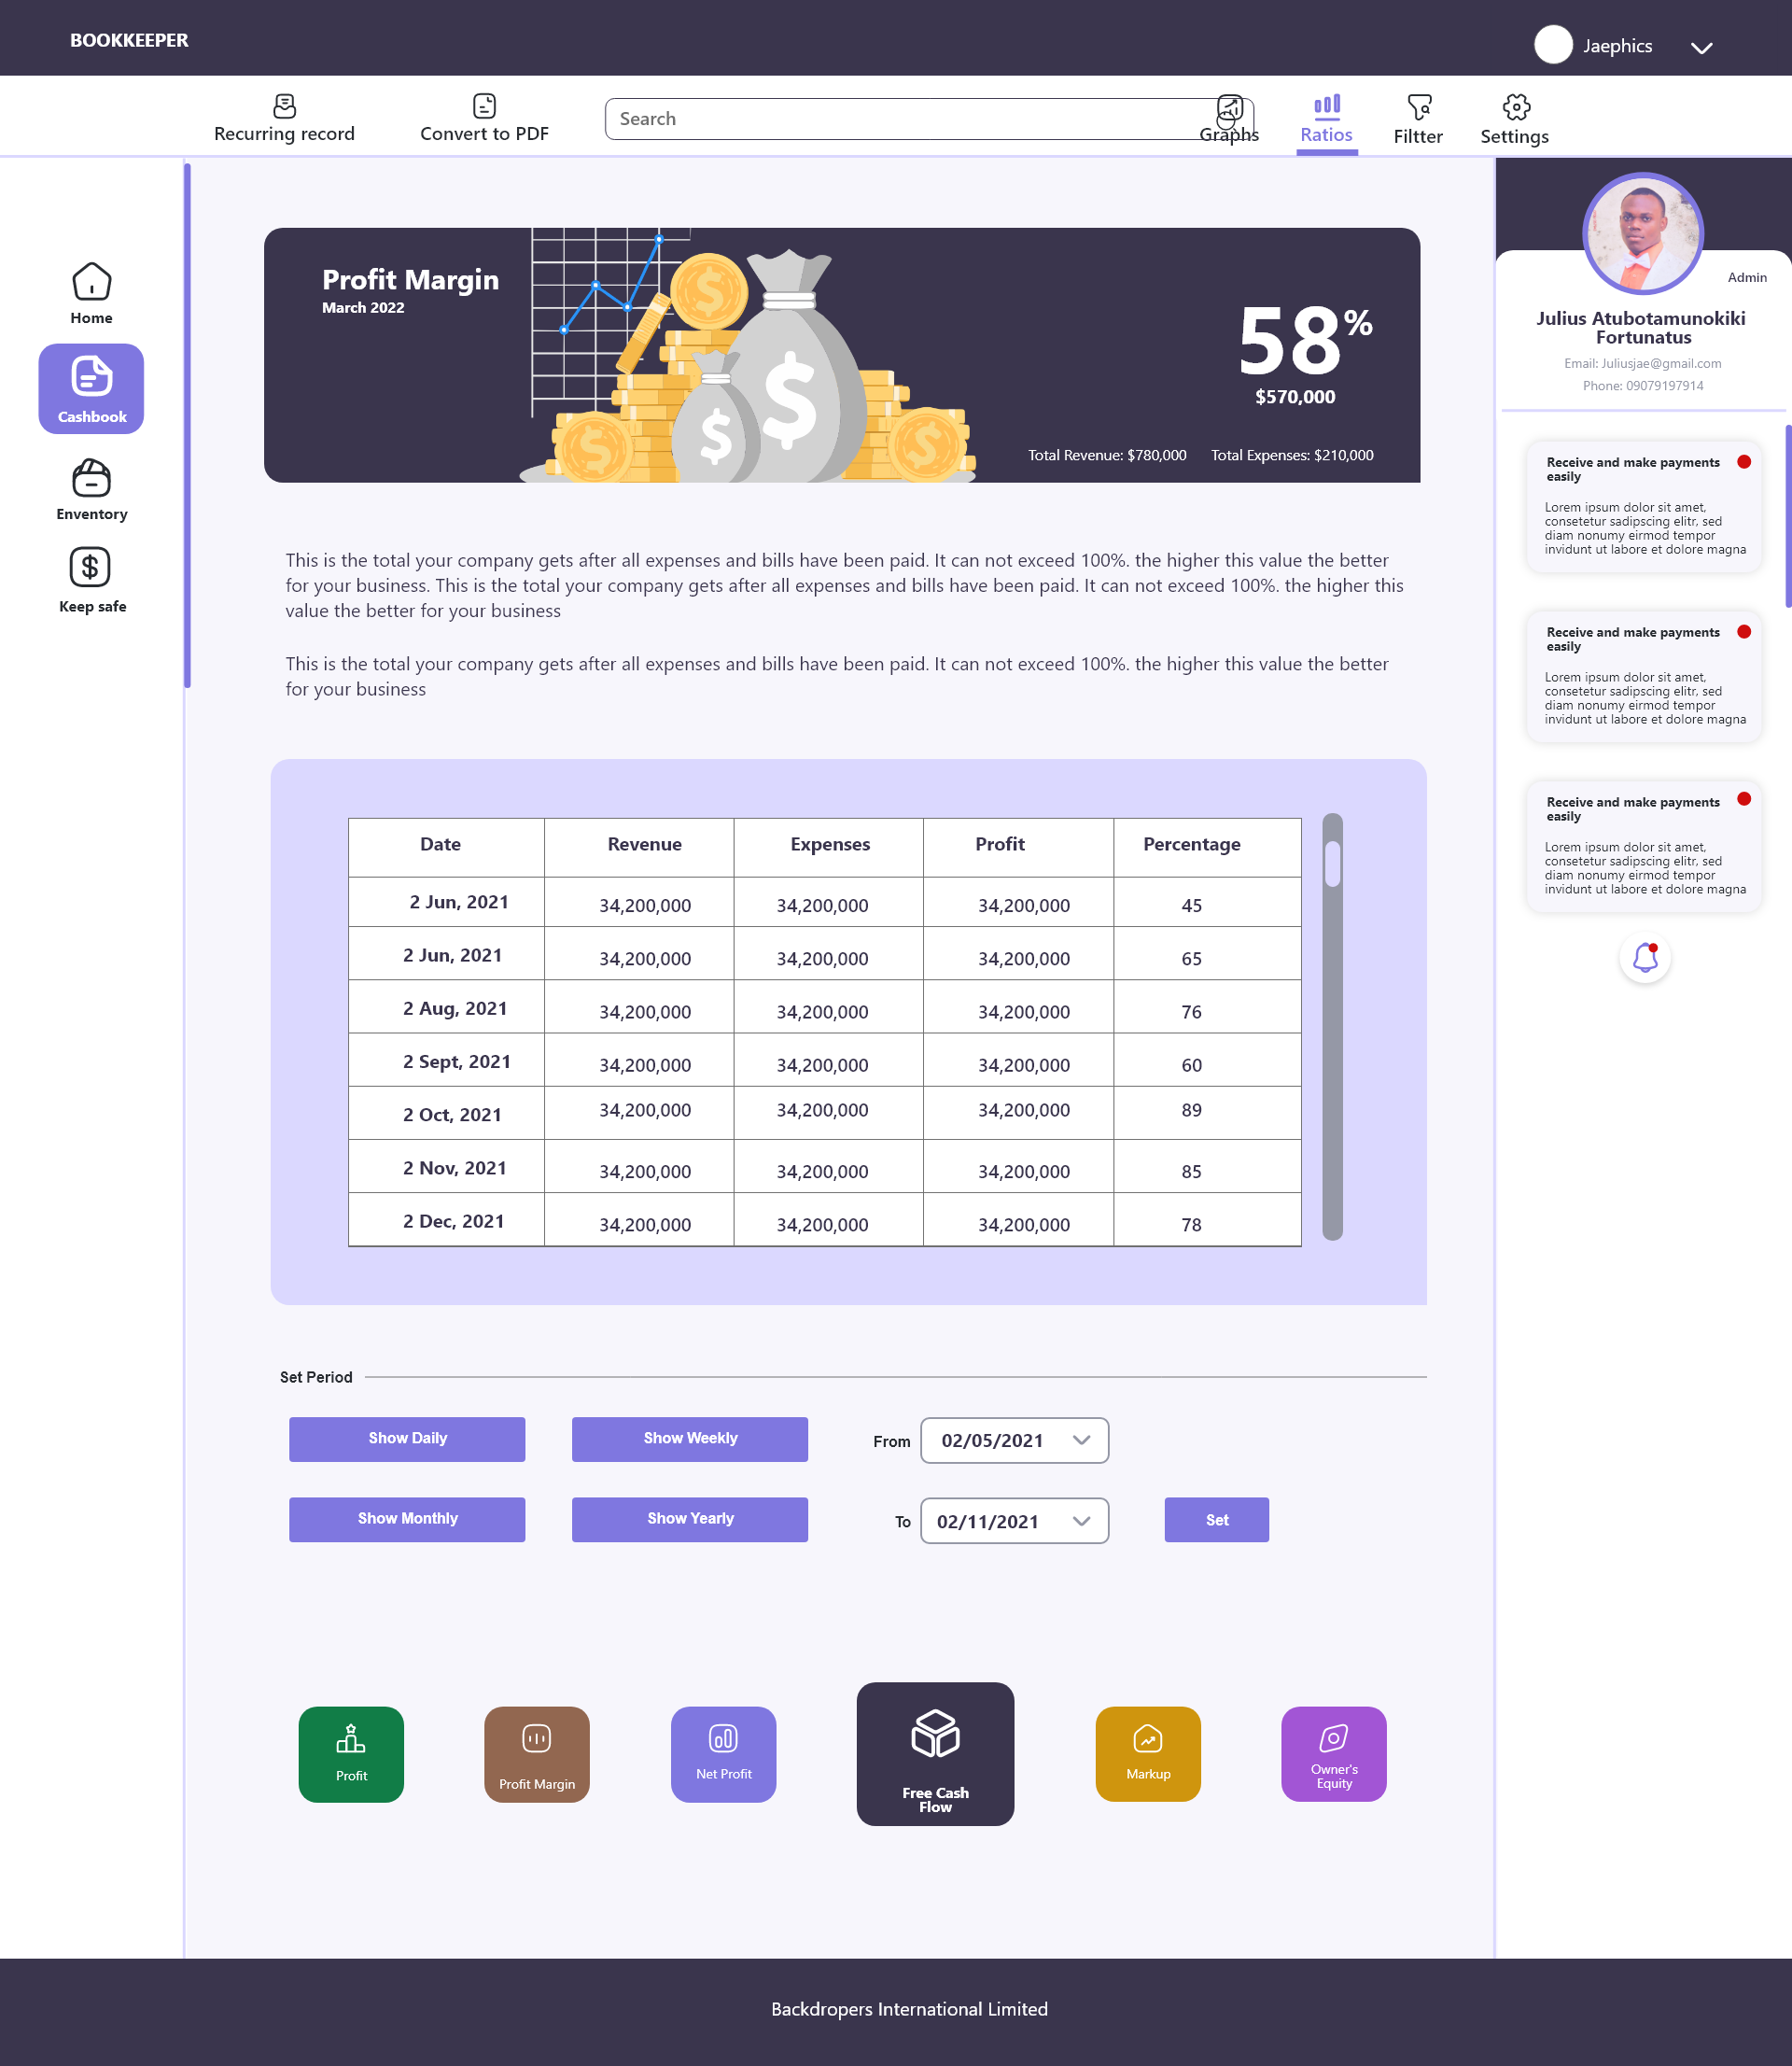 BOOKKEEPER
Jaephics
Recurring record
Convert to PDF
Search
Graphs
Ratios
Filtter
Settings
Home
Cashbook
Inventory
Keep safe
Profit Margin
March 2022
58%
$570,000
Total Revenue: $780,000 Total Expenses: $210,000
This is the total your company gets after all expenses and bills have been paid. It can not exceed 100%. the higher this value the better
for your business. This is the total your company gets after all expenses and bills have been paid. It can not exceed 100%. the higher this
value the better for your business
This is the total your company gets after all expenses and bills have been paid. It can not exceed 100%. the higher this value the better
for your business
Date Revenue Expenses Profit Percentage
2 Jun, 2021 34,200,000 34,200,000 34,200,000 45
2 Jun, 2021 34,200,000 34,200,000 34,200,000 65
2 Aug, 2021 34,200,000 34,200,000 34,200,000 76
2 Sept, 2021 34,200,000 34,200,000 34,200,000 60
2 Oct, 2021 34,200,000 34,200,000 34,200,000 89
2 Nov, 2021 34,200,000 34,200,000 34,200,000 85
2 Dec, 2021 34,200,000 34,200,000 34,200,000 78
Set Period
Show Daily
Show Weekly
From 02/05/2021
Show Monthly
Show Yearly
To 02/11/2021
Set
Profit
Profit Margin
Net Profit
Free Cash
Flow
Markup
Owner's
Equity
Admin
Julius Atubotamunokiki
Fortunatus
Email: Juliusjae@gmail.com
Phone: 09079197914
Receive and make payments
easily
Lorem ipsum dolor sit amet,
consetetur sadipscing elitr, sed
diam nonumy eirmod tempor
invidunt ut labore et dolore magna
Receive and make payments
easily
Lorem ipsum dolor sit amet,
consetetur sadipscing elitr, sed
diam nonumy eirmod tempor
invidunt ut labore et dolore magna
Receive and make payments
easily
Lorem ipsum dolor sit amet,
consetetur sadipscing elitr, sed
diam nonumy eirmod tempor
invidunt ut labore et dolore magna
Backdropers International Limited